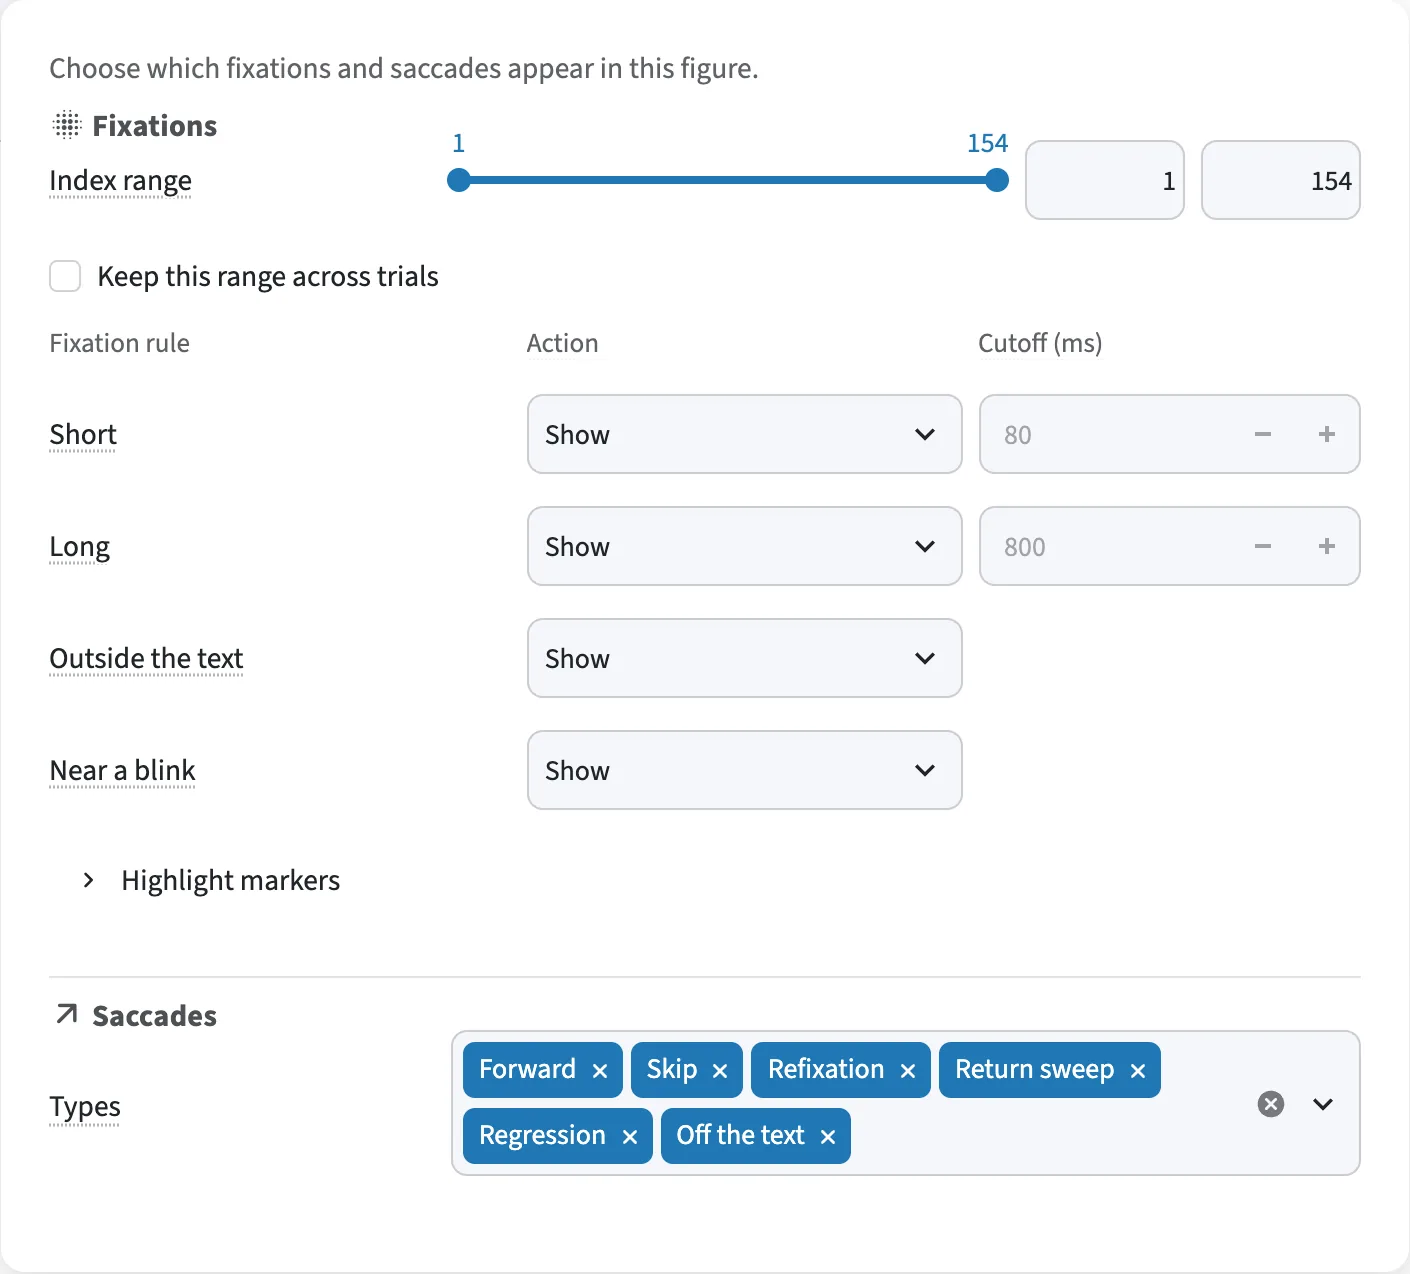 Choose which fixations and saccades appear in this figure.
Fixations
1 154
Index range 1 154
Keep this range across trials
Fixation rule Action Cutoff (ms)
Short Show 80
Long Show 800
Outside the text Show
Near a blink Show
Highlight markers
Saccades
Types
Forward Skip Refixation Return sweep
Regression Off the text